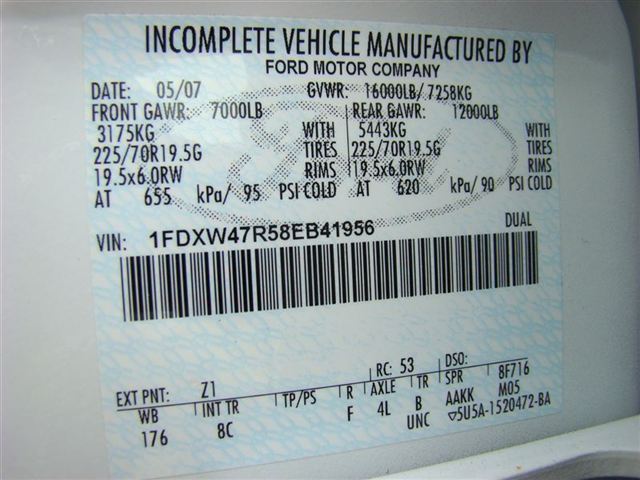 INCOMPLETE VEHICLE MANUFACTURED BY
FORD MOTOR COMPANY
DATE: 05/07 GVWR: 16000LB/ 7258KG
FRONT GAWR: 7000LB REAR GAWR: 12000LB
3175KG WITH 5443KG WITH
225/70R19.5G TIRES 225/70R19.5G TIRES
19.5x6.0RW RIMS 19.5x6.0RW RIMS
AT 655 kPa/ 95 PSI COLD AT 620 kPa/ 90 PSI COLD
DUAL
VIN: 1FDXW47R58EB41956
RC: 53 DSO:
EXT PNT: Z1 TP/PS R AXLE TR SPR 8F716
WB INT TR F 4L B AAKK M05
176 8C UNC ▽5U5A-1520472-BA